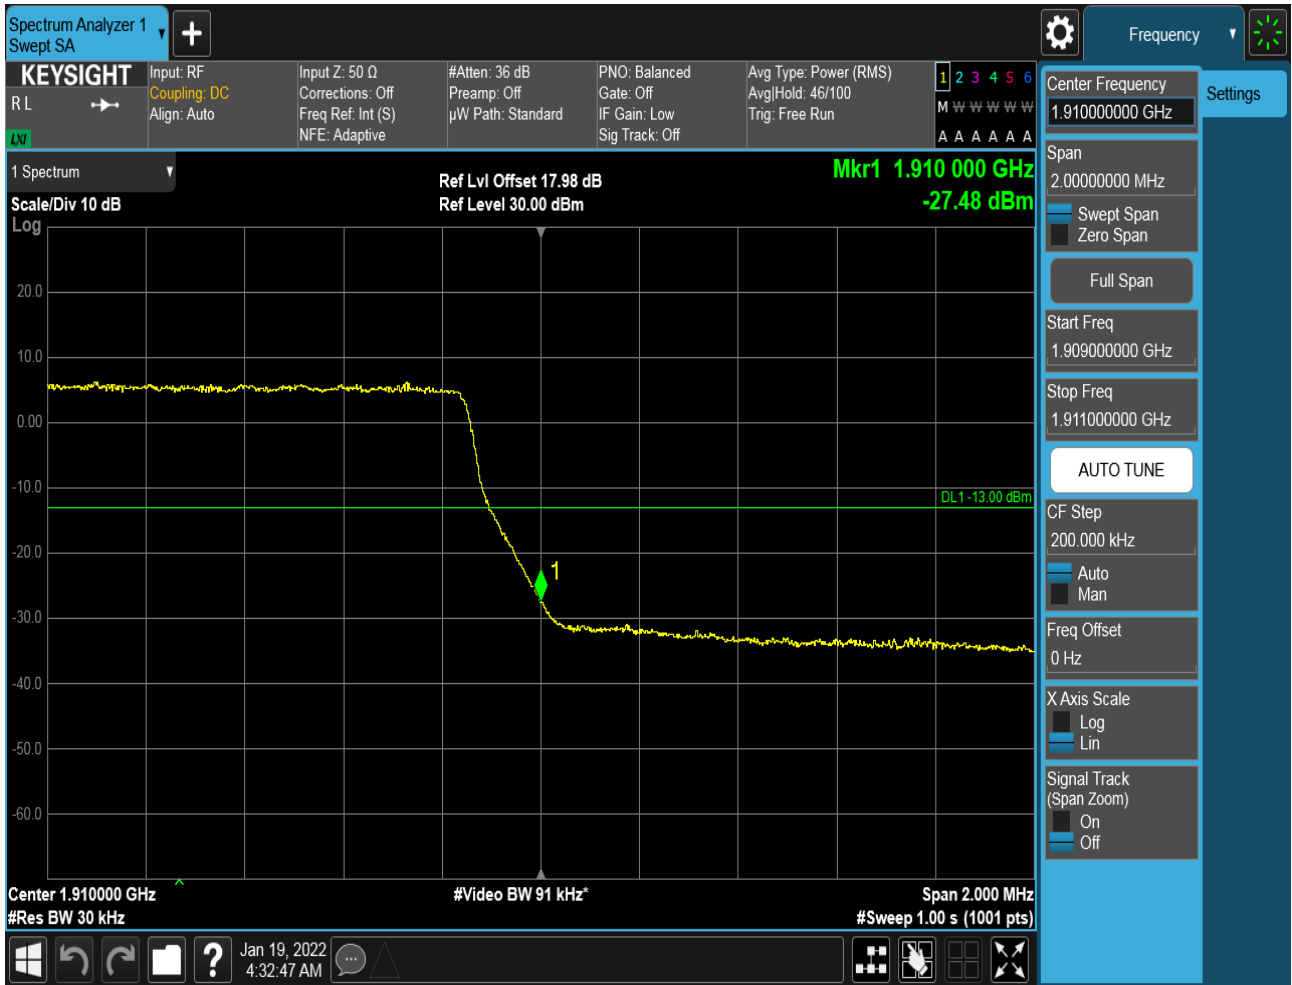 Spectrum Analyzer 1
Swept SA
Frequency
KEYSIGHT
R L
LXI
Input: RF
Coupling: DC
Align: Auto
Input Z: 50 Ω
Corrections: Off
Freq Ref: Int (S)
NFE: Adaptive
#Atten: 36 dB
Preamp: Off
µW Path: Standard
PNO: Balanced
Gate: Off
IF Gain: Low
Sig Track: Off
Avg Type: Power (RMS)
Avg|Hold: 46/100
Trig: Free Run
1 2 3 4 5 6
M W W W W W
A A A A A A
1 Spectrum
Scale/Div 10 dB
Log
Ref Lvl Offset 17.98 dB
Ref Level 30.00 dBm
Mkr1 1.910 000 GHz
-27.48 dBm
20.0
10.0
0.00
-10.0
-20.0
-30.0
-40.0
-50.0
-60.0
DL1 -13.00 dBm
1
Center 1.910000 GHz
#Res BW 30 kHz
#Video BW 91 kHz*
Span 2.000 MHz
#Sweep 1.00 s (1001 pts)
Jan 19, 2022
4:32:47 AM
Center Frequency
1.910000000 GHz
Settings
Span
2.00000000 MHz
Swept Span
Zero Span
Full Span
Start Freq
1.909000000 GHz
Stop Freq
1.911000000 GHz
AUTO TUNE
CF Step
200.000 kHz
Auto
Man
Freq Offset
0 Hz
X Axis Scale
Log
Lin
Signal Track
(Span Zoom)
On
Off